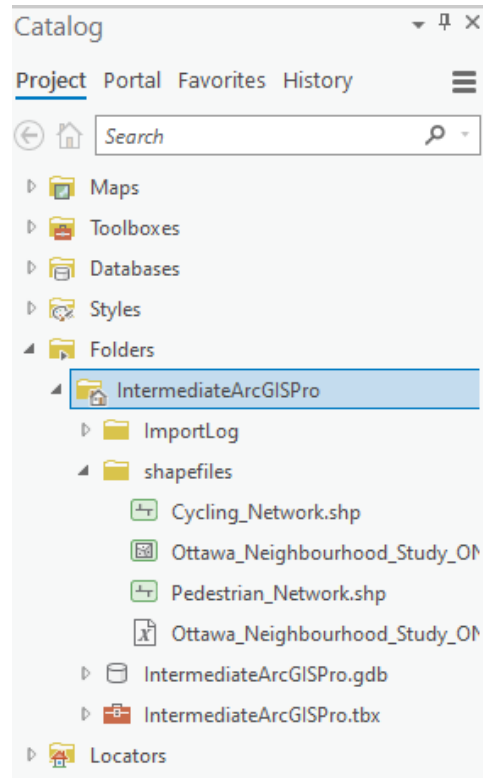 Catalog
Project Portal Favorites History
Search
Maps
Toolboxes
Databases
Styles
Folders
IntermediateArcGISPro
ImportLog
shapefiles
Cycling_Network.shp
Ottawa_Neighbourhood_Study_ON
Pedestrian_Network.shp
Ottawa_Neighbourhood_Study_ON
IntermediateArcGISPro.gdb
IntermediateArcGISPro.tbx
Locators